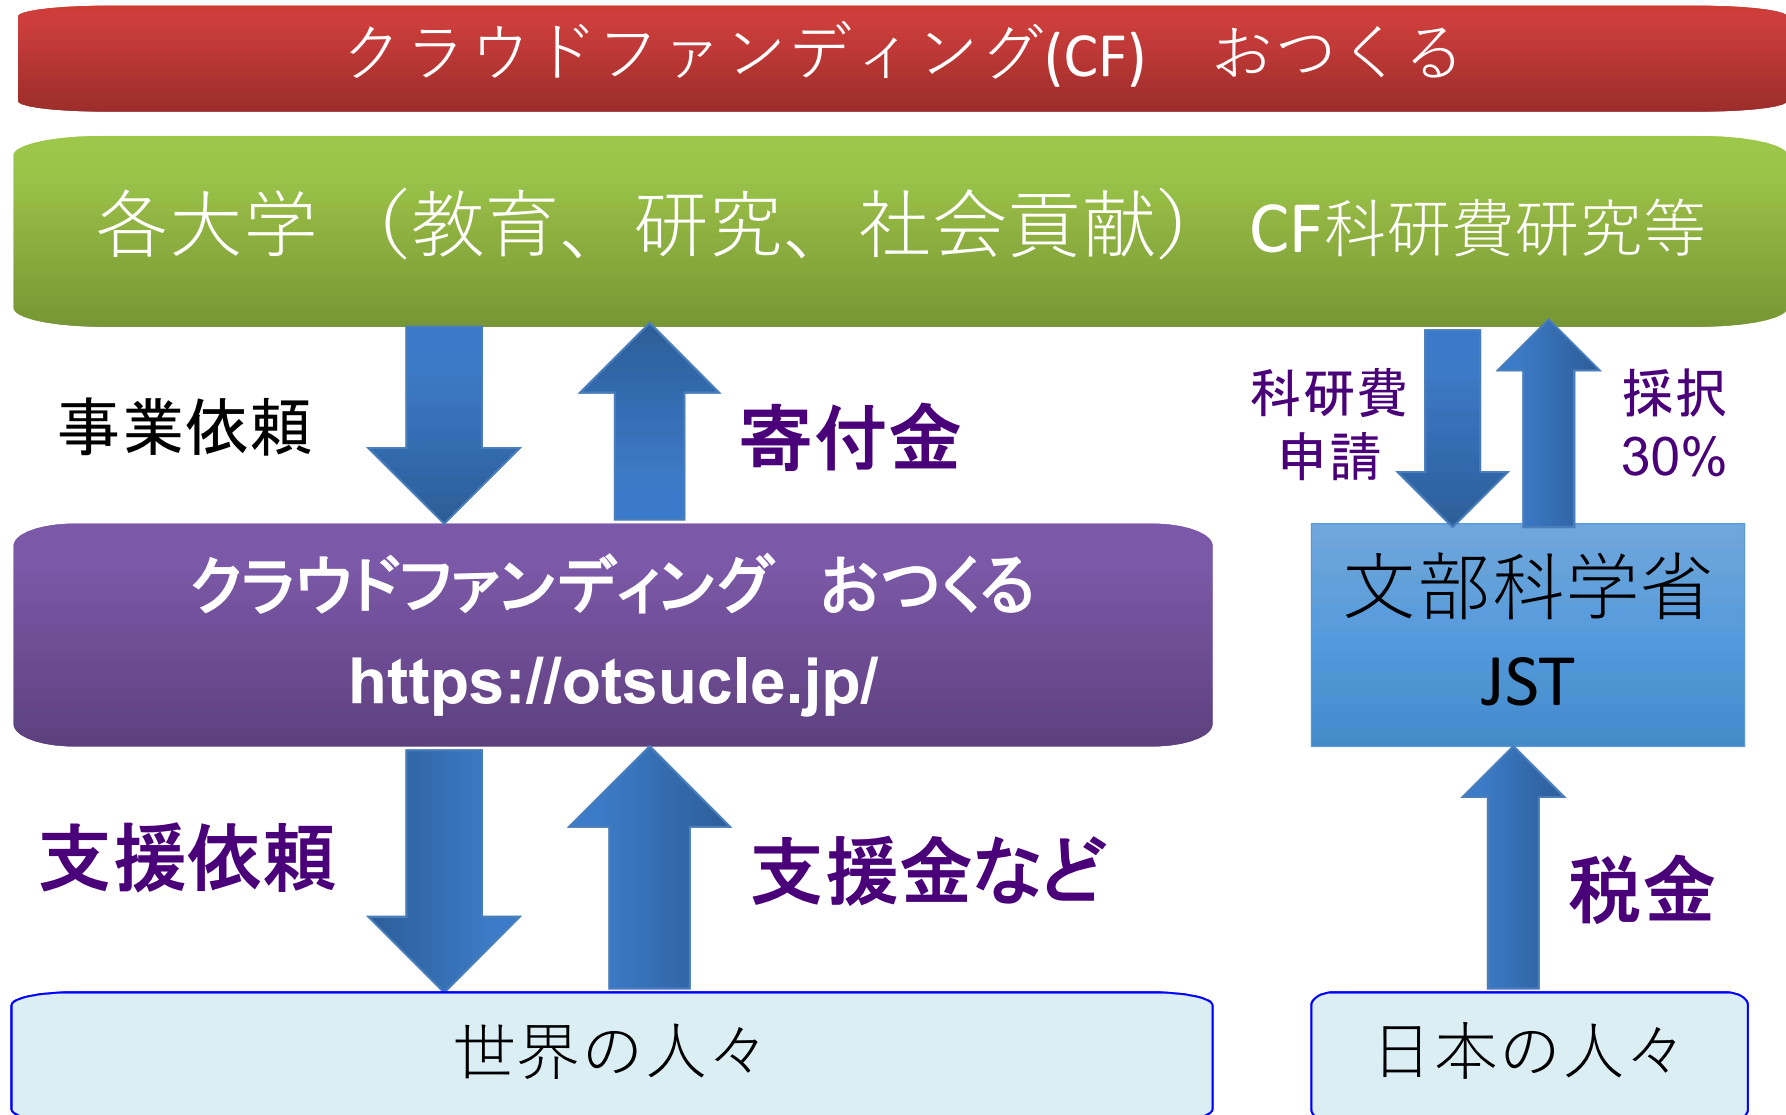 クラウドファンディング(CF)　おつくる
各大学 （教育、研究、社会貢献） CF科研費研究等
事業依頼
寄付金
科研費
申請
採択
30%
クラウドファンディング　おつくる
https://otsucle.jp/
文部科学省
JST
支援依頼
支援金など
税金
世界の人々
日本の人々